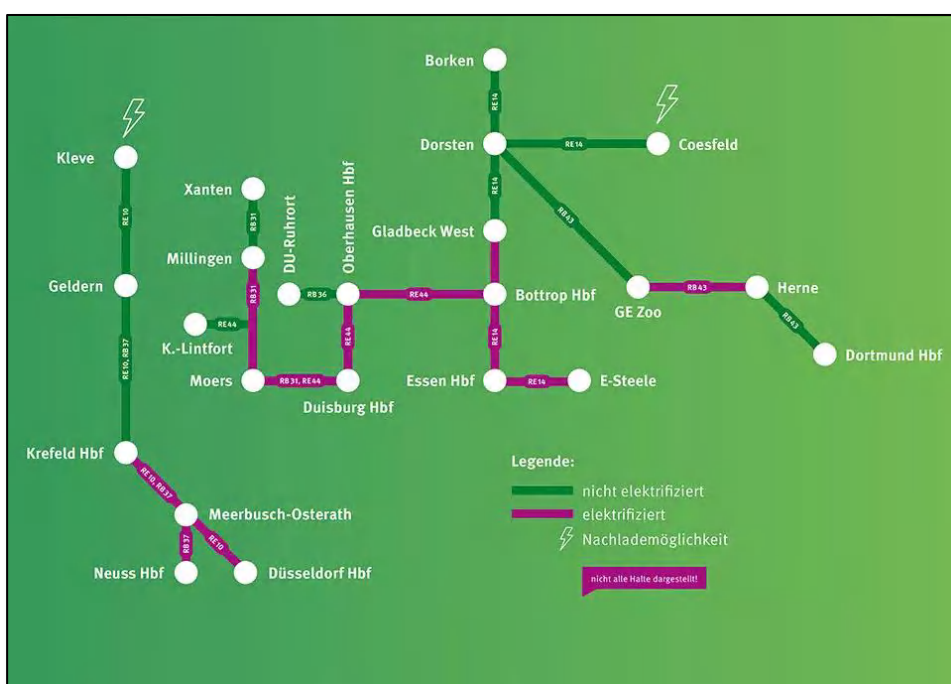 Borken
RE14
Kleve
Dorsten
RE14
Coesfeld
Xanten
RE10
RB31
DU-Ruhrort
Oberhausen Hbf
RE14
RB43
Gladbeck West
Millingen
Geldern
RB31
RB36
RE44
Bottrop Hbf
GE Zoo
RB43
Herne
RE44
K.-Lintfort
RE44
RE14
RB43
Dortmund Hbf
RE10, RB37
Moers
RB31, RE44
Duisburg Hbf
Essen Hbf
RE14
E-Steele
Krefeld Hbf
RE10, RB37
Meerbusch-Osterath
RB37
RE10
Neuss Hbf
Düsseldorf Hbf
Legende:
nicht elektrifiziert
elektrifiziert
Nachlademöglichkeit
nicht alle Halte dargestellt!